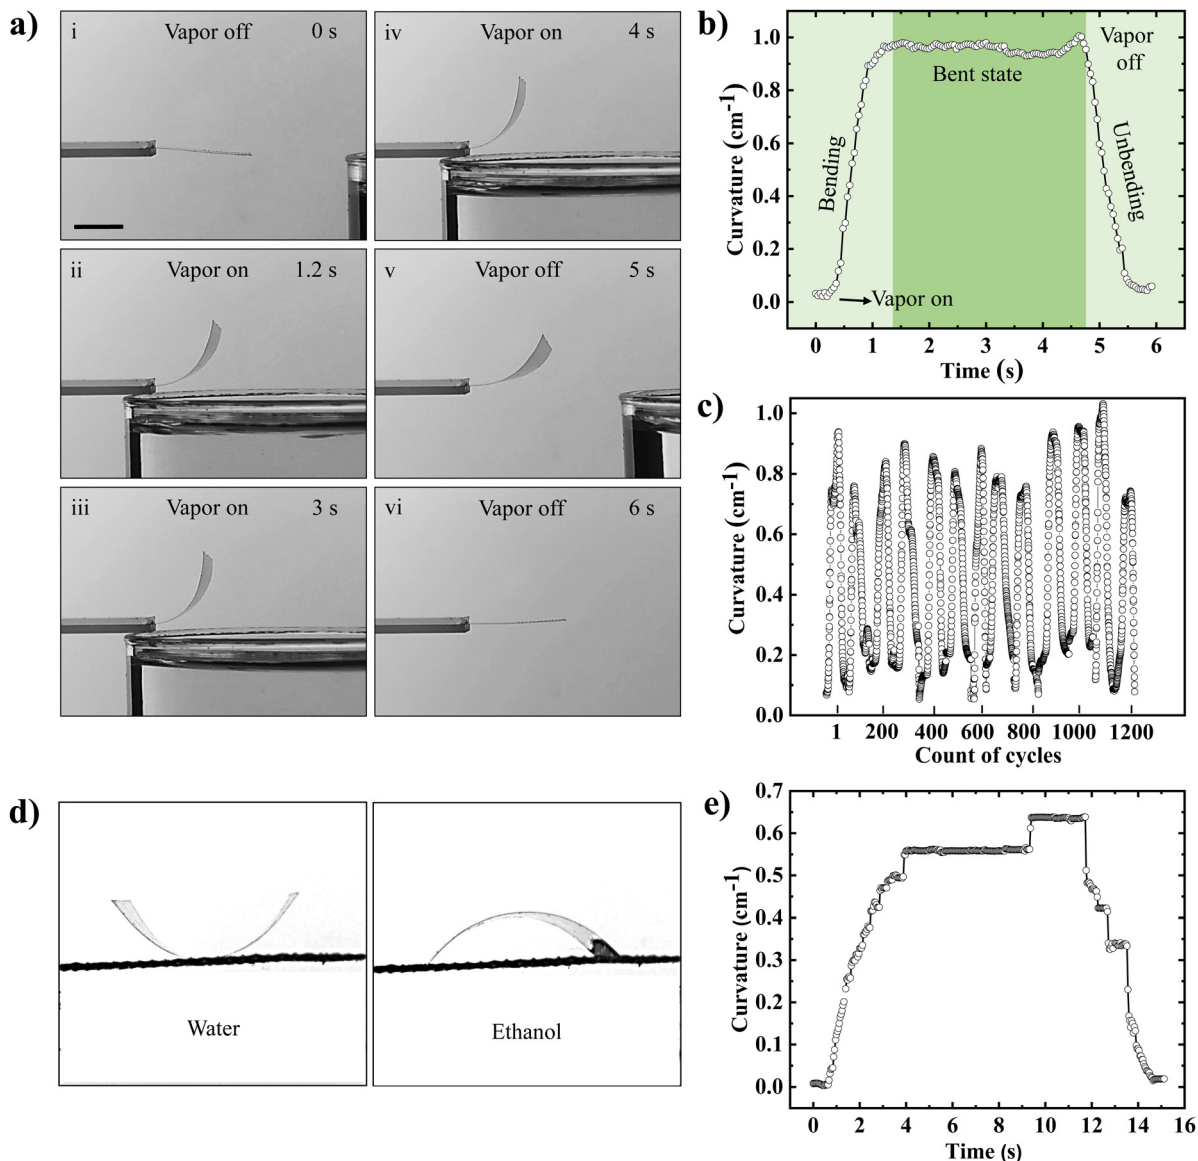 a)
i Vapor off 0 s
iv Vapor on 4 s
ii Vapor on 1.2 s
v Vapor off 5 s
iii Vapor on 3 s
vi Vapor off 6 s
b)
Curvature (cm⁻¹)
1.0
0.8
0.6
0.4
0.2
0.0
Bending
Bent state
Vapor
off
Unbending
Vapor on
0 1 2 3 4 5 6
Time (s)
c)
Curvature (cm⁻¹)
1.0
0.8
0.6
0.4
0.2
0.0
1 200 400 600 800 1000 1200
Count of cycles
d)
Water
Ethanol
e)
Curvature (cm⁻¹)
0.7
0.6
0.5
0.4
0.3
0.2
0.1
0.0
0 2 4 6 8 10 12 14 16
Time (s)